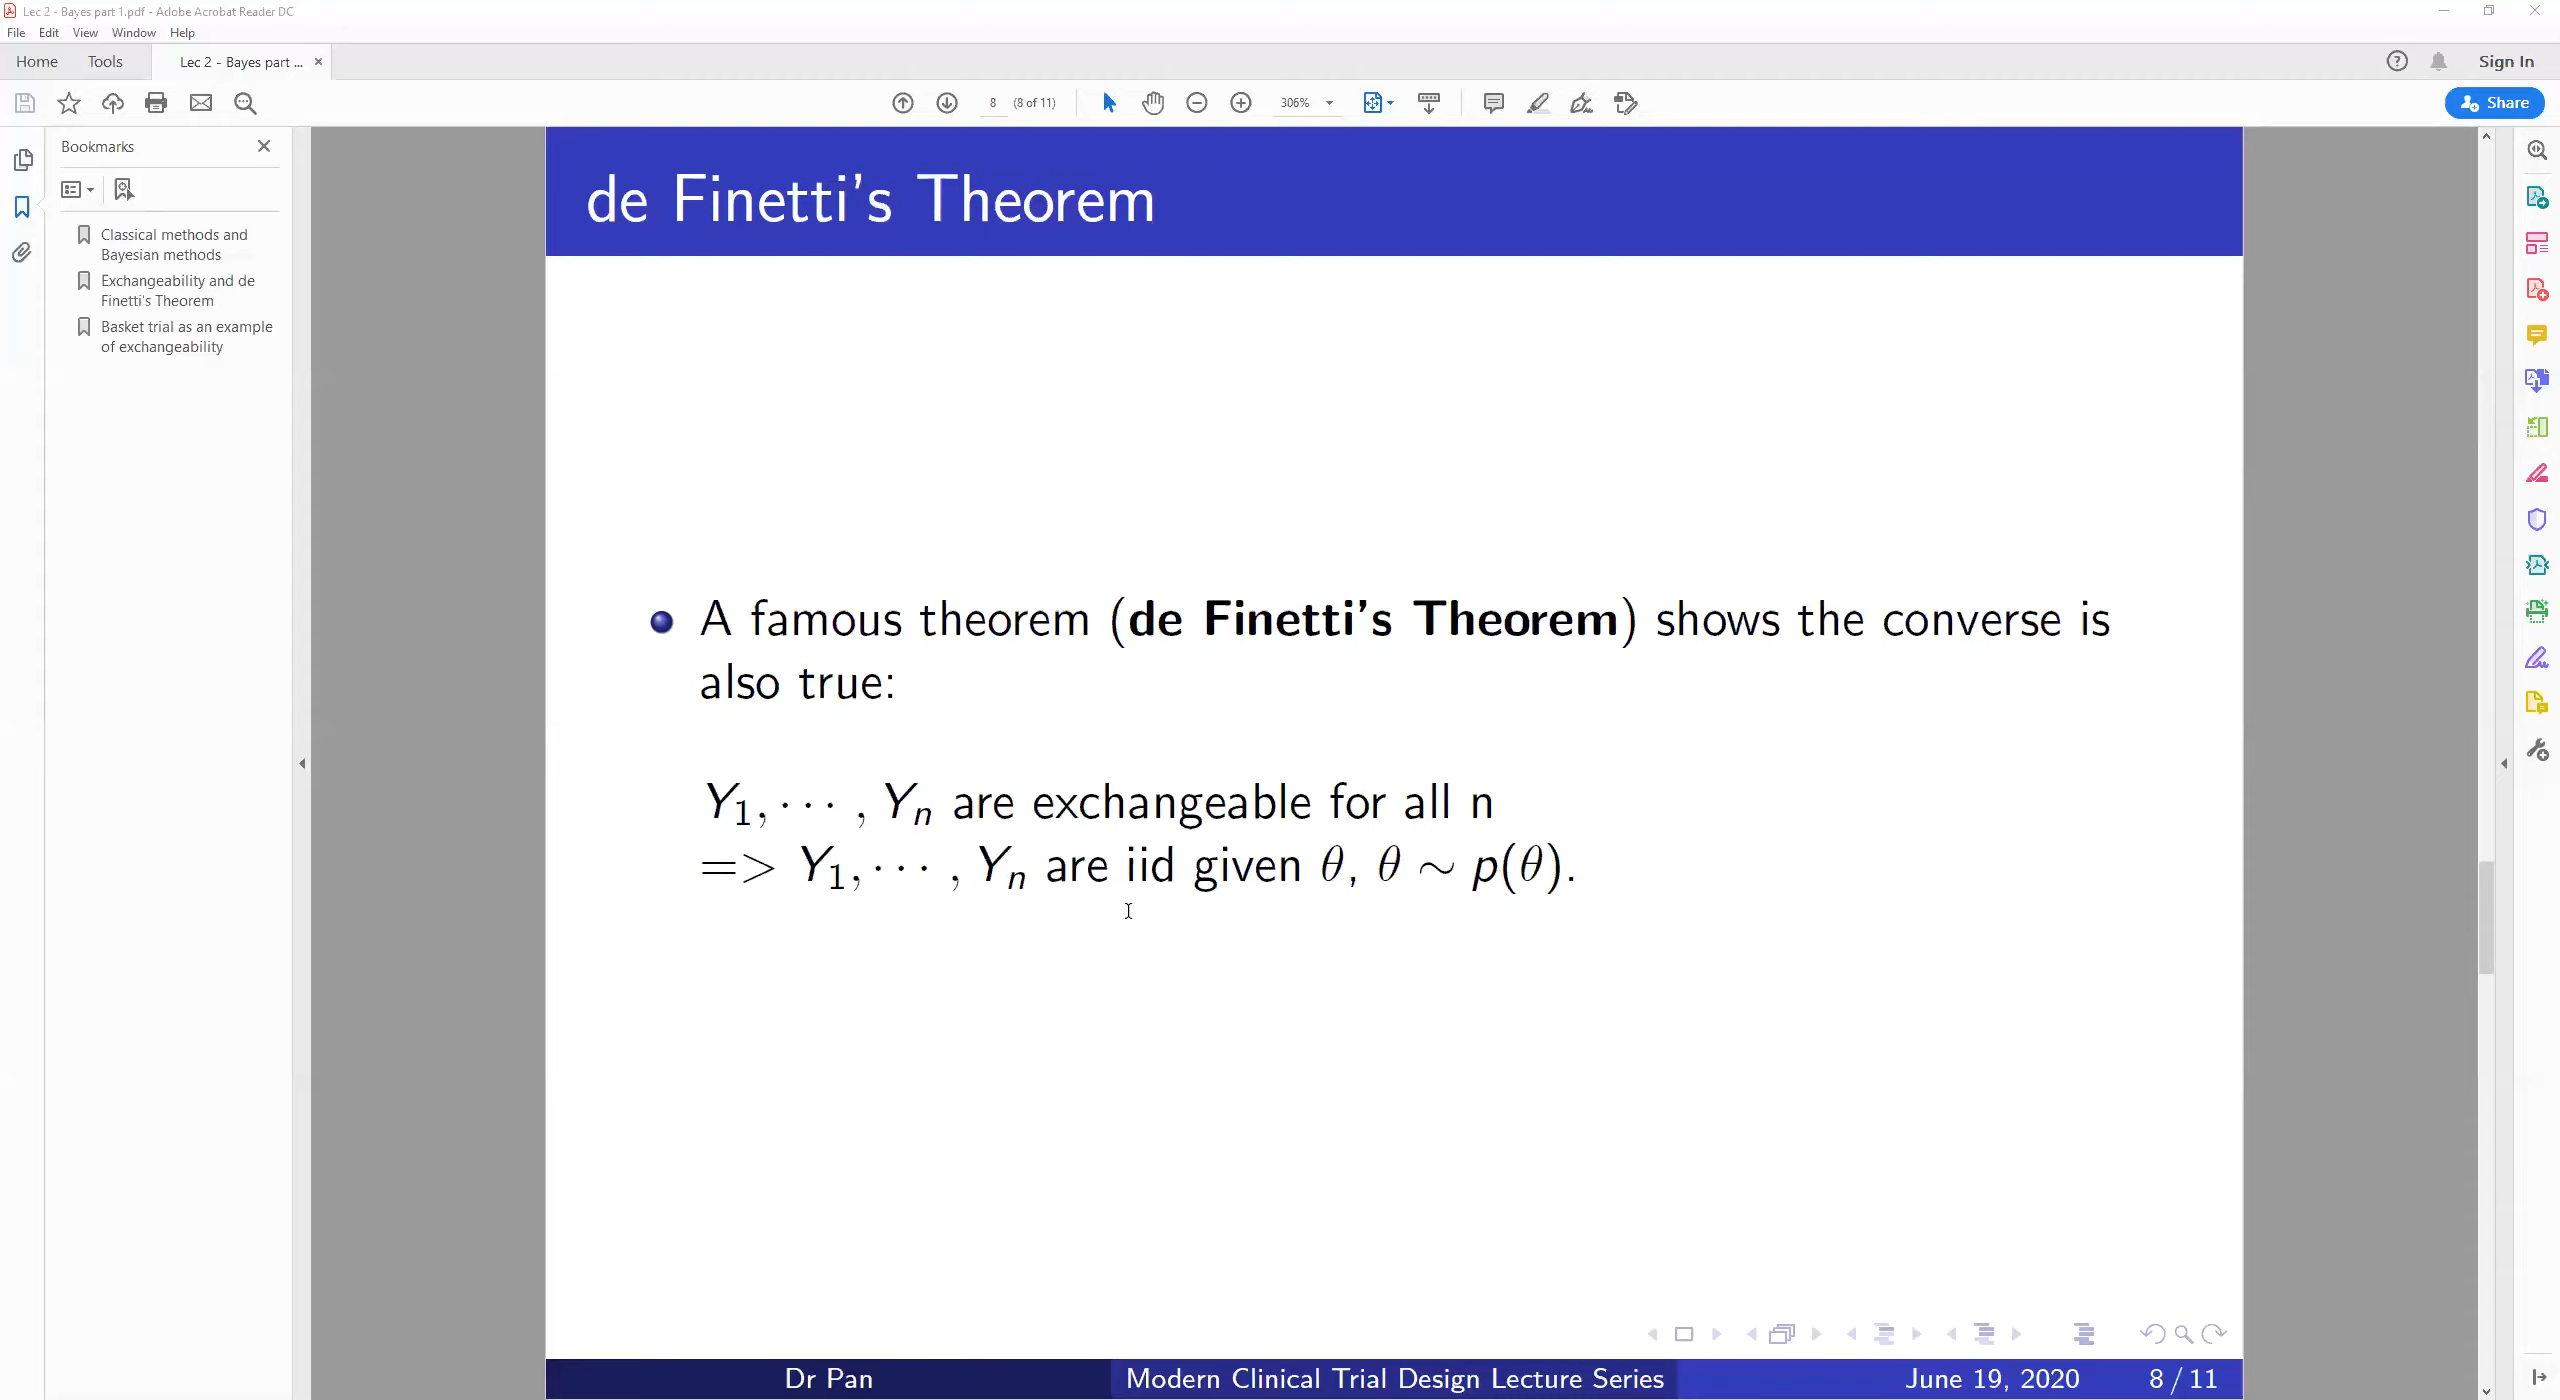 Lec 2 - Bayes part 1.pdf - Adobe Acrobat Reader DC
File Edit View Window Help
Home Tools Lec 2 - Bayes part ... × Sign In
8 (8 of 11) 306% Share
Bookmarks
Classical methods and
Bayesian methods
Exchangeability and de
Finetti's Theorem
Basket trial as an example
of exchangeability
de Finetti's Theorem
A famous theorem (de Finetti's Theorem) shows the converse is
also true:
Y₁, ⋯ , Yₙ are exchangeable for all n
=> Y₁, ⋯ , Yₙ are iid given θ, θ ∼ p(θ).
Dr Pan Modern Clinical Trial Design Lecture Series June 19, 2020 8 / 11